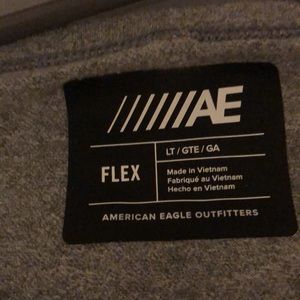 //////AE
FLEX
LT / GTE / GA
Made in Vietnam
Fabriqué au Vietnam
Hecho en Vietnam
AMERICAN EAGLE OUTFITTERS